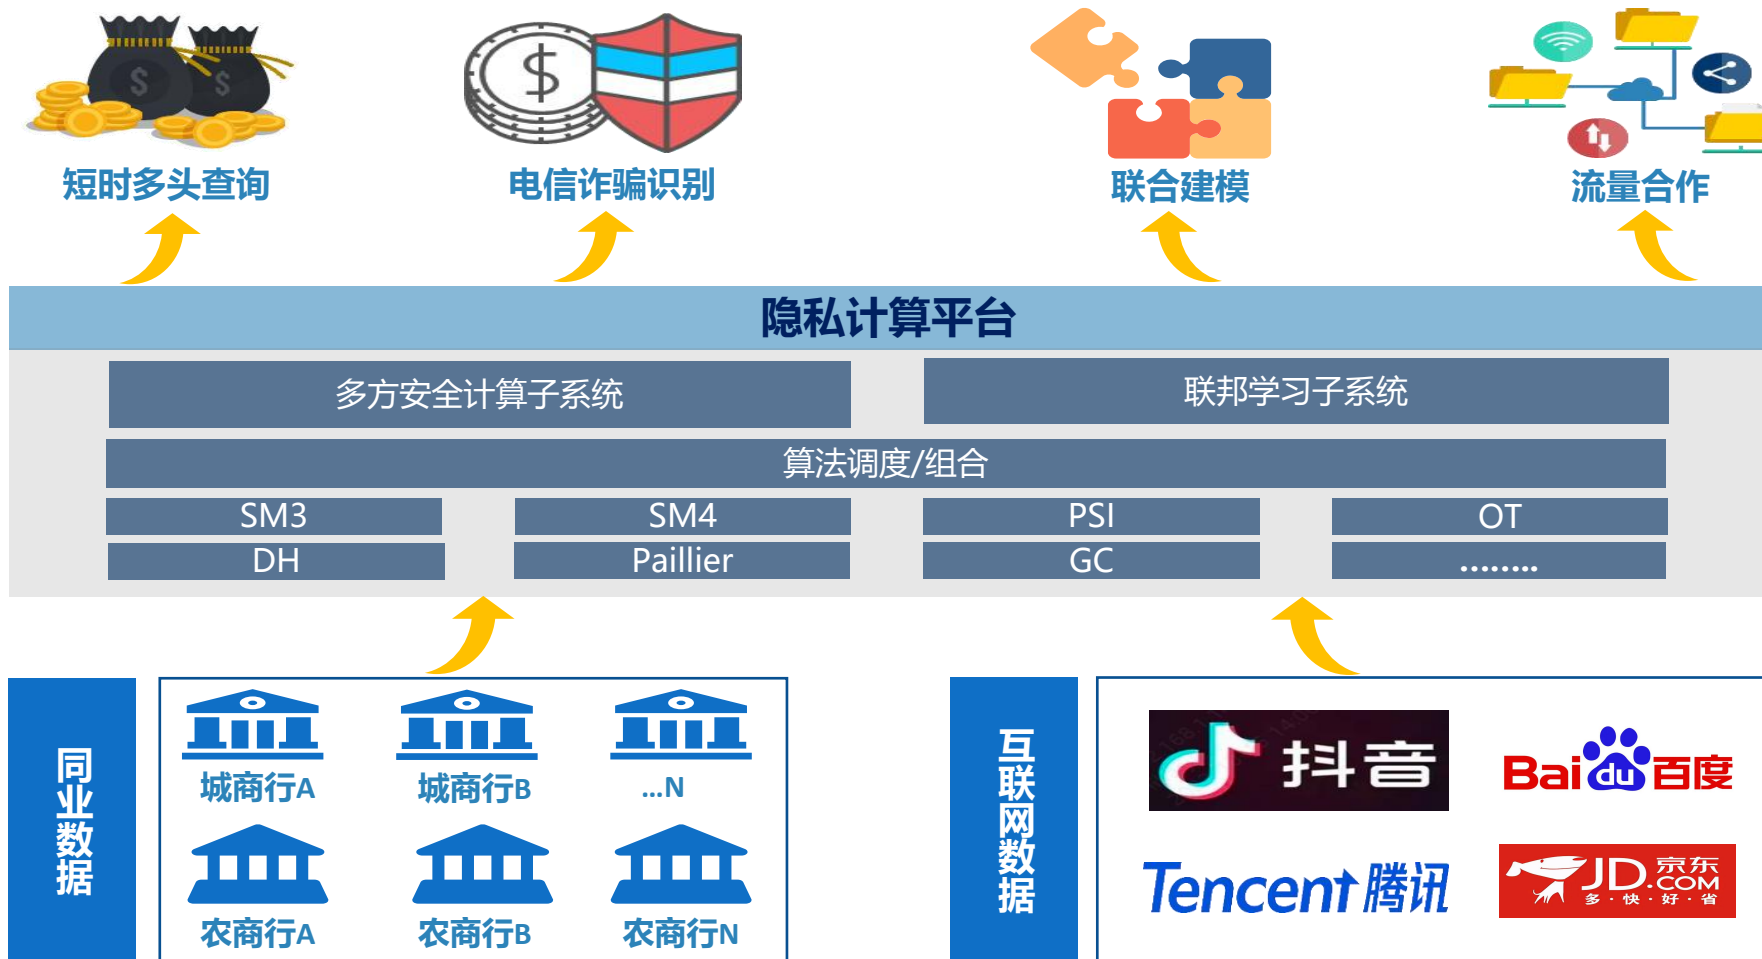 短时多头查询
电信诈骗识别
联合建模
流量合作
隐私计算平台
多方安全计算子系统
联邦学习子系统
算法调度/组合
SM3
SM4
PSI
OT
DH
Paillier
GC
........
同业数据
城商行A
城商行B
...N
农商行A
农商行B
农商行N
互联网数据
抖音
Bai du 百度
Tencent 腾讯
JD.COM 京东
多·快·好·省